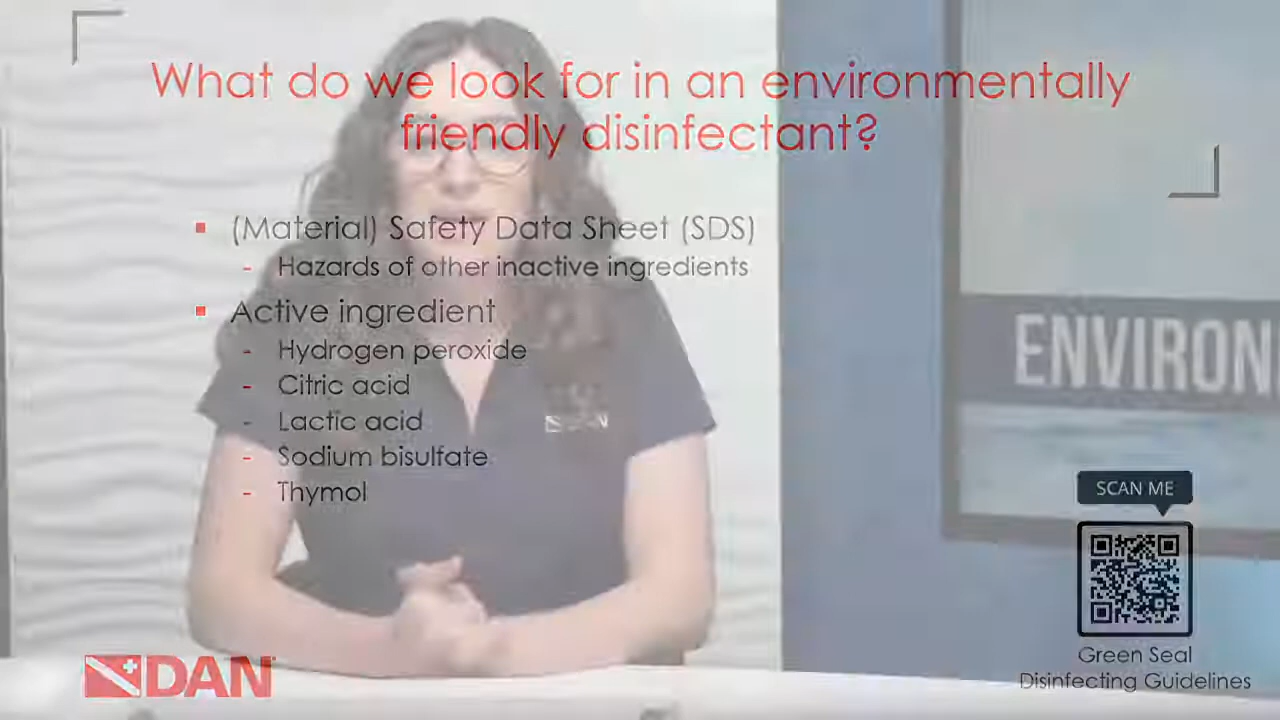 What do we look for in an environmentally
friendly disinfectant?
(Material) Safety Data Sheet (SDS)
- Hazards of other inactive ingredients
Active ingredient
- Hydrogen peroxide
- Citric acid
- Lactic acid
- Sodium bisulfate
- Thymol
DAN
ENVIRON
SCAN ME
Green Seal
Disinfecting Guidelines
DAN